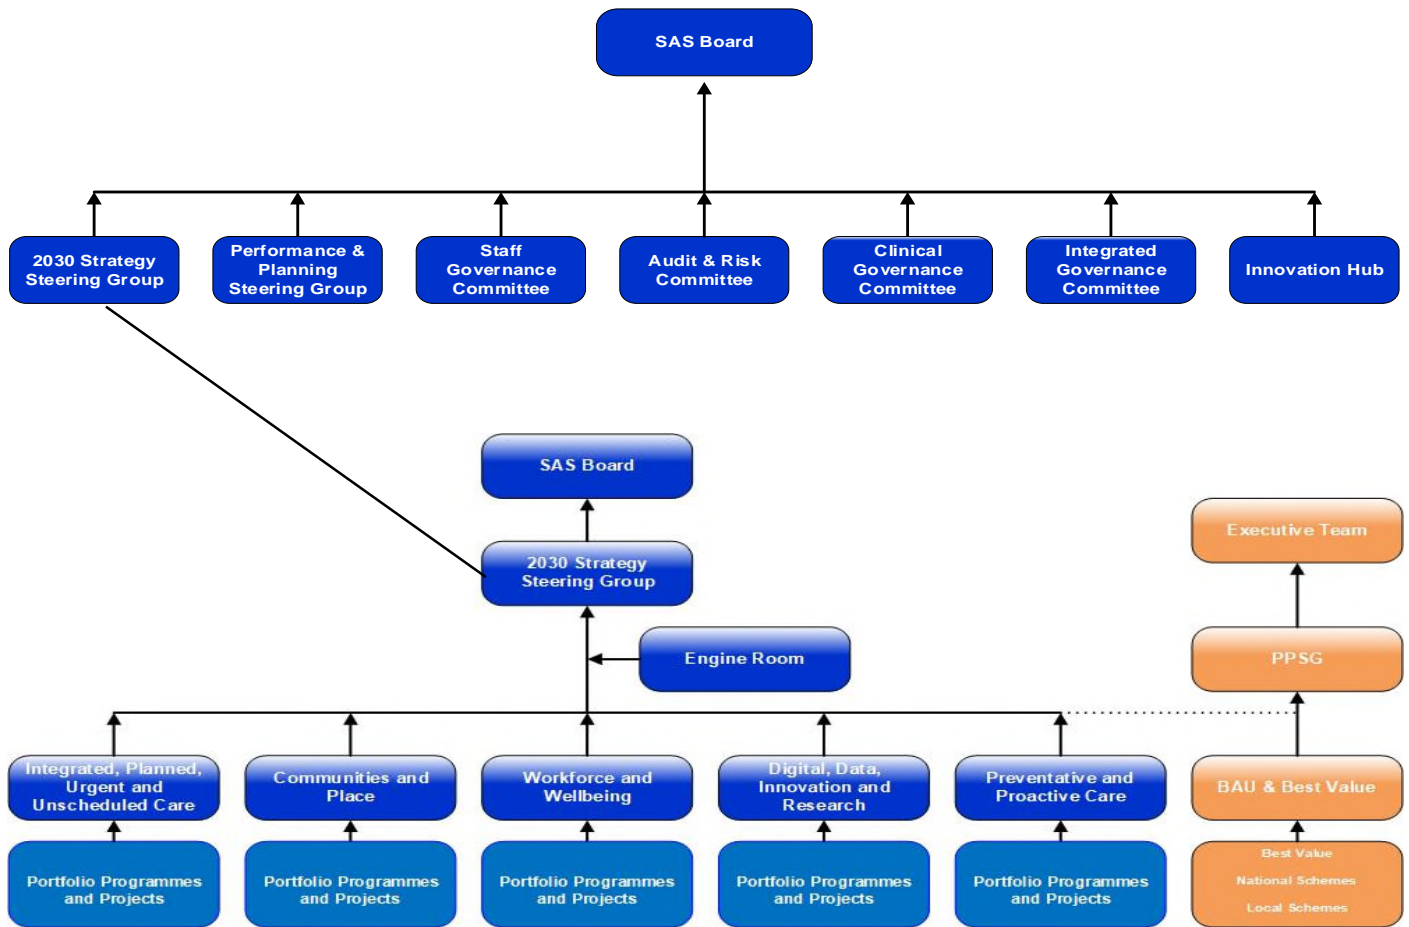 SAS Board
2030 Strategy
Steering Group
Performance &
Planning
Steering Group
Staff
Governance
Committee
Audit & Risk
Committee
Clinical
Governance
Committee
Integrated
Governance
Committee
Innovation Hub
SAS Board
2030 Strategy
Steering Group
Executive Team
Engine Room
PPSG
Integrated, Planned,
Urgent and
Unscheduled Care
Communities and
Place
Workforce and
Wellbeing
Digital, Data,
Innovation and
Research
Preventative and
Proactive Care
BAU & Best Value
Portfolio Programmes
and Projects
Portfolio Programmes
and Projects
Portfolio Programmes
and Projects
Portfolio Programmes
and Projects
Portfolio Programmes
and Projects
Best Value
National Schemes
Local Schemes